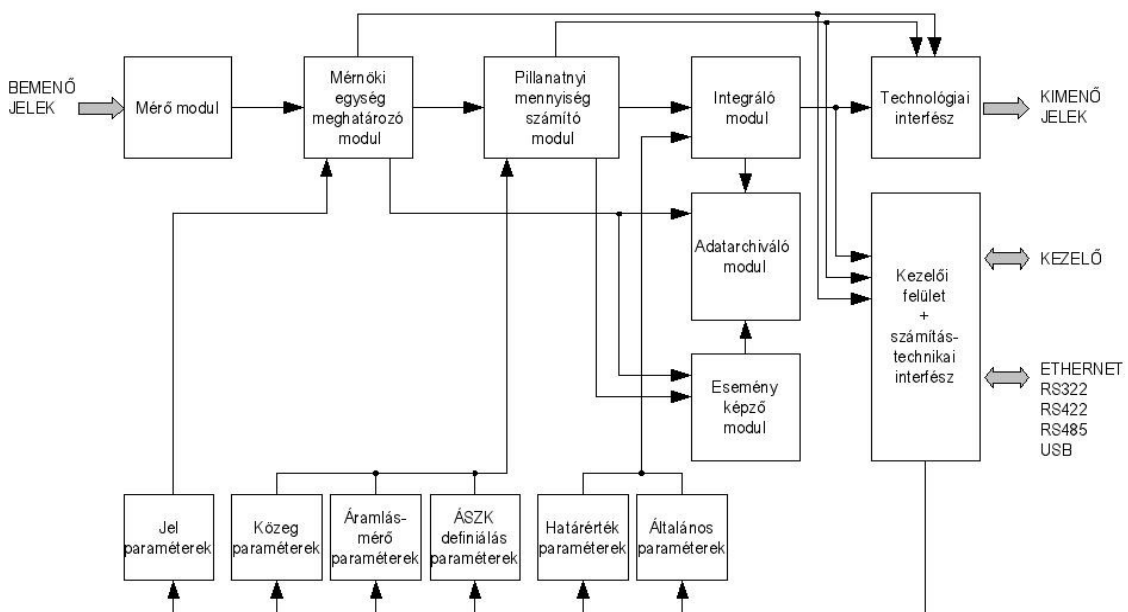 BEMENŐ
JELEK
Mérő modul
Mérnöki
egység
meghatározó
modul
Pillanatnyi
mennyiség
számító
modul
Integráló
modul
Technológiai
interfész
KIMENŐ
JELEK
Adatarchiváló
modul
Kezelői
felület
+
számítás-
technikai
interfész
KEZELŐ
ETHERNET
RS322
RS422
RS485
USB
Esemény
képző
modul
Jel
paraméterek
Közeg
paraméterek
Áramlás-
mérő
paraméterek
ÁSZK
definiálás
paraméterek
Határérték
paraméterek
Általános
paraméterek